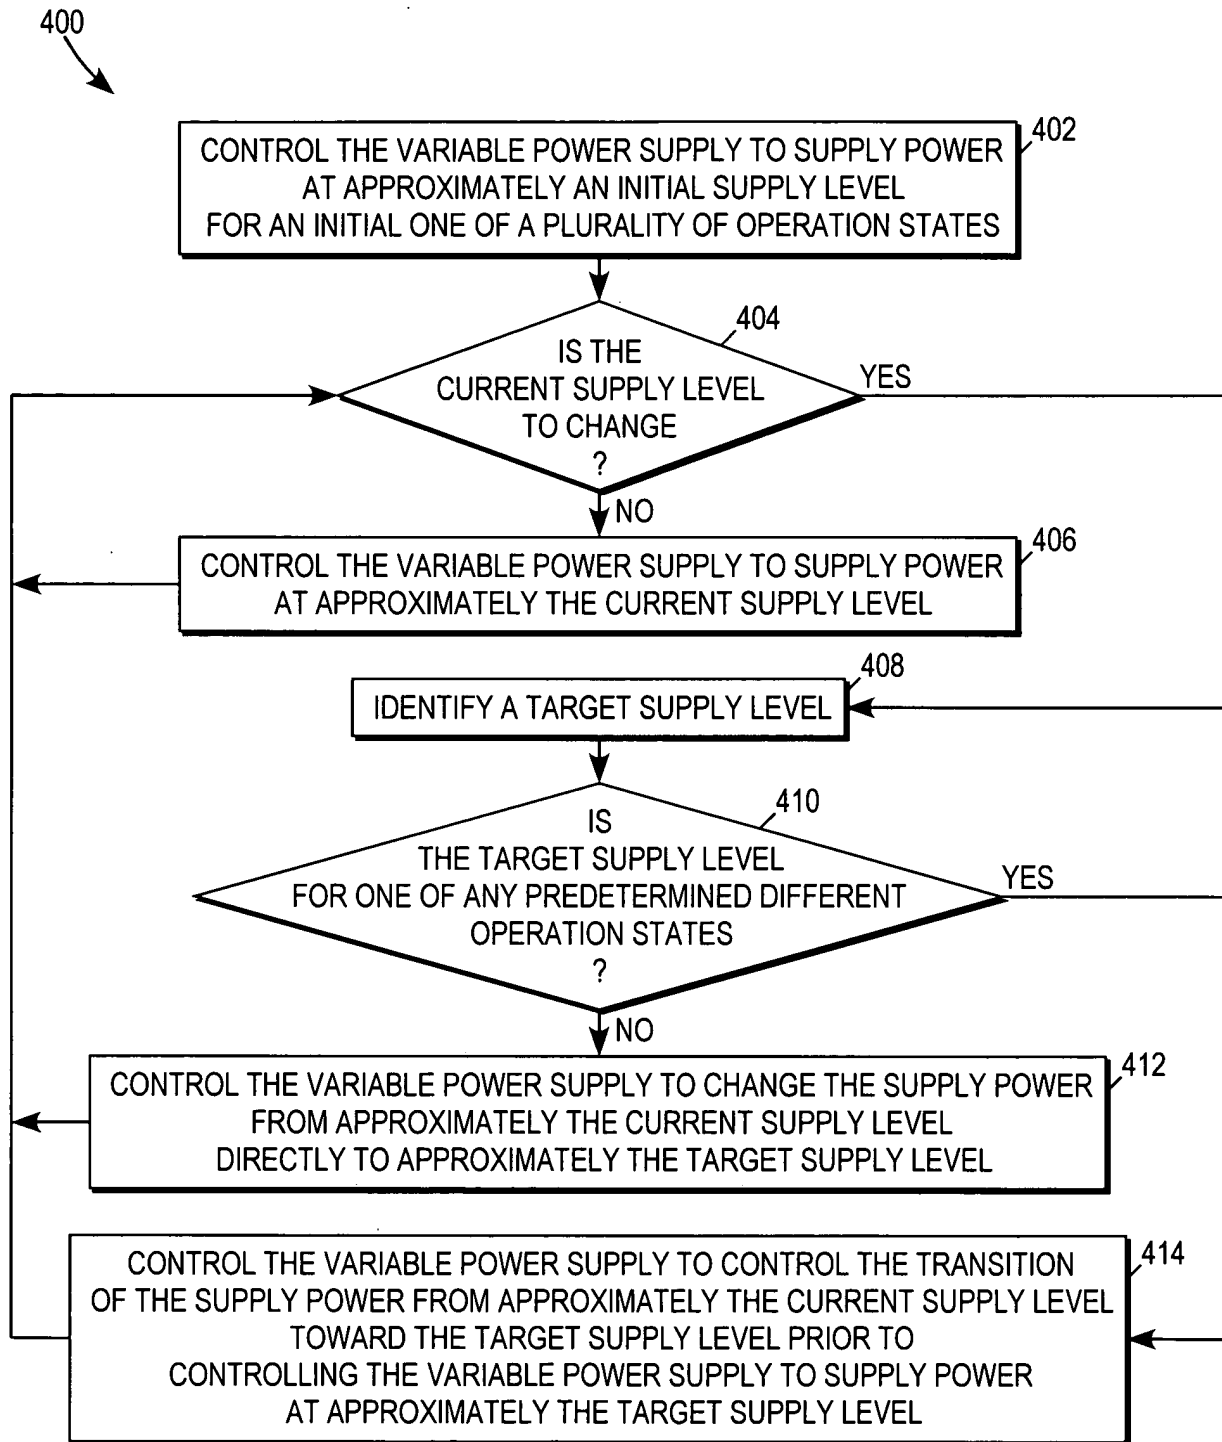 400
402
CONTROL THE VARIABLE POWER SUPPLY TO SUPPLY POWER
AT APPROXIMATELY AN INITIAL SUPPLY LEVEL
FOR AN INITIAL ONE OF A PLURALITY OF OPERATION STATES
404
IS THE
CURRENT SUPPLY LEVEL
TO CHANGE
?
YES
NO
406
CONTROL THE VARIABLE POWER SUPPLY TO SUPPLY POWER
AT APPROXIMATELY THE CURRENT SUPPLY LEVEL
408
IDENTIFY A TARGET SUPPLY LEVEL
410
IS
THE TARGET SUPPLY LEVEL
FOR ONE OF ANY PREDETERMINED DIFFERENT
OPERATION STATES
?
YES
NO
412
CONTROL THE VARIABLE POWER SUPPLY TO CHANGE THE SUPPLY POWER
FROM APPROXIMATELY THE CURRENT SUPPLY LEVEL
DIRECTLY TO APPROXIMATELY THE TARGET SUPPLY LEVEL
414
CONTROL THE VARIABLE POWER SUPPLY TO CONTROL THE TRANSITION
OF THE SUPPLY POWER FROM APPROXIMATELY THE CURRENT SUPPLY LEVEL
TOWARD THE TARGET SUPPLY LEVEL PRIOR TO
CONTROLLING THE VARIABLE POWER SUPPLY TO SUPPLY POWER
AT APPROXIMATELY THE TARGET SUPPLY LEVEL